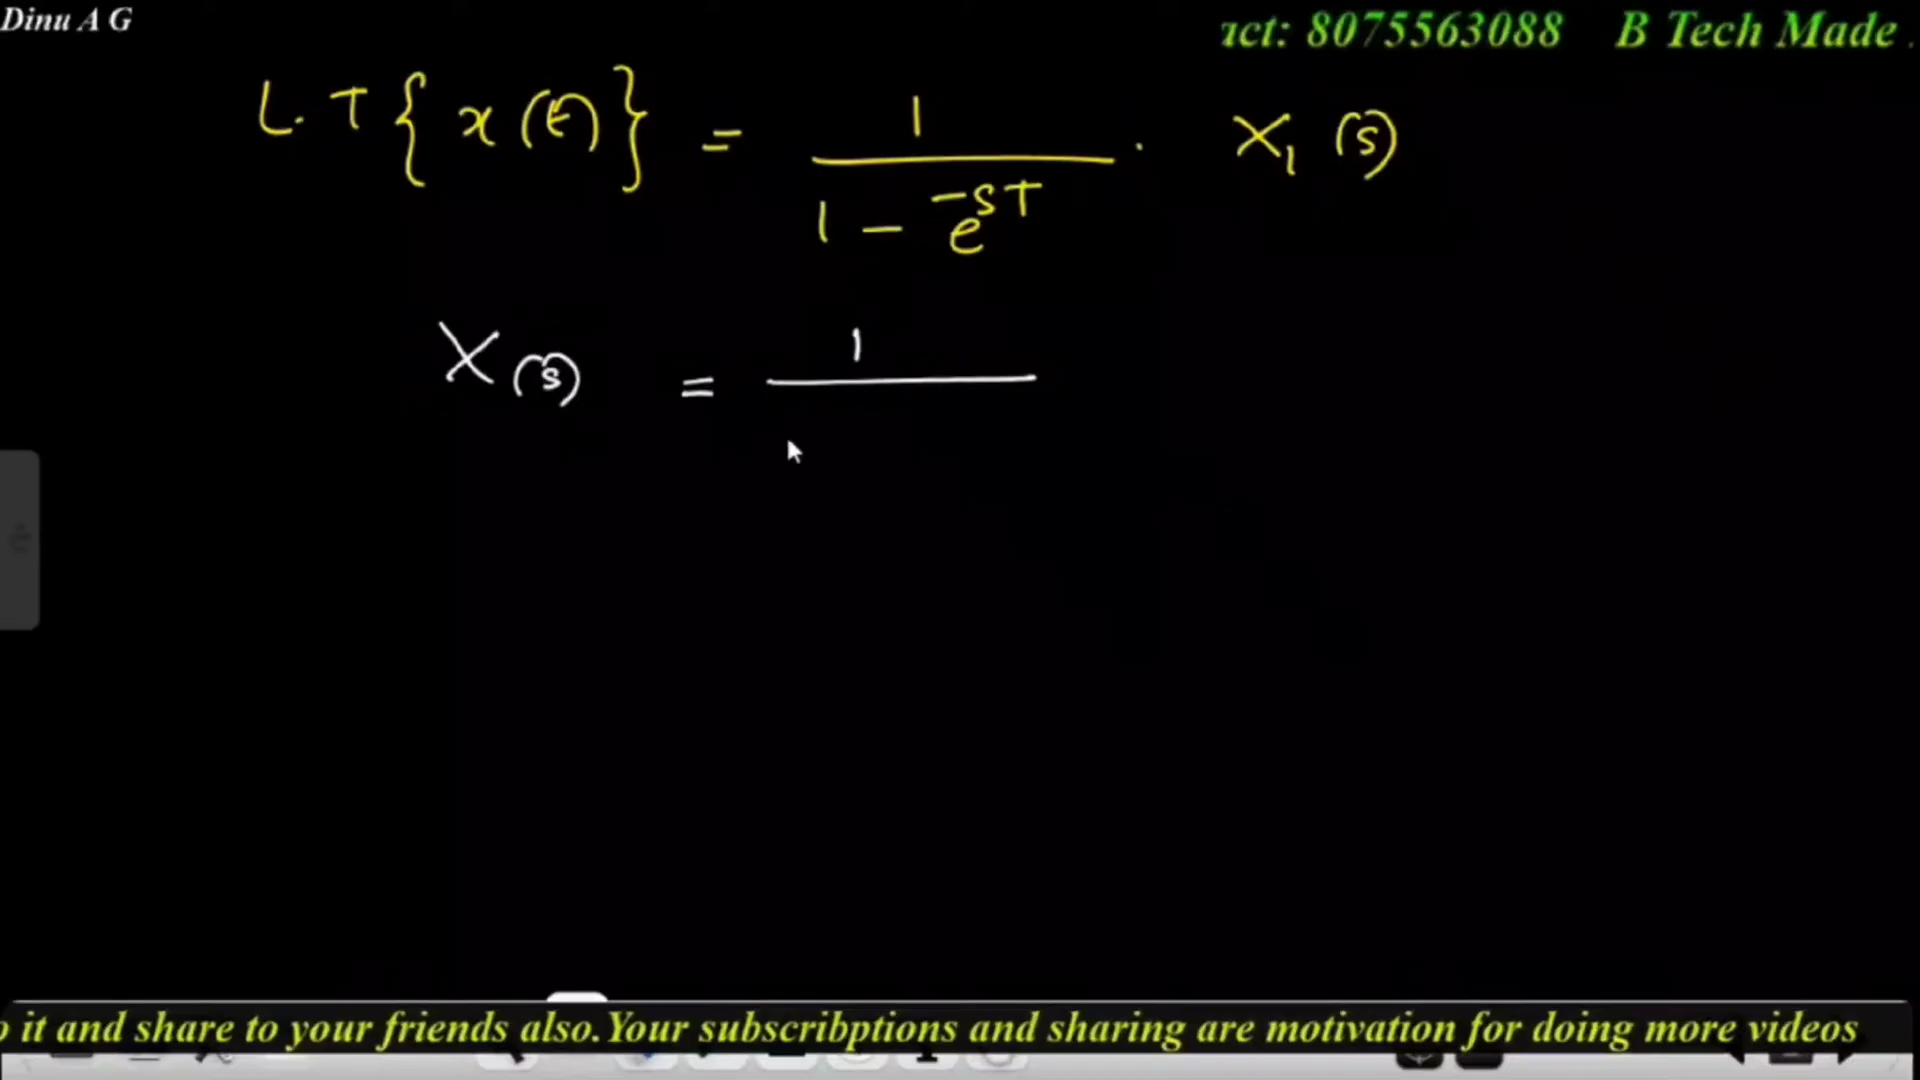 Dinu A G
act: 8075563088 B Tech Made
L.T{x(t)} = 1 / (1 - e^-sT) . X₁(s)
X(s) = 1
o it and share to your friends also.Your subscribptions and sharing are motivation for doing more videos